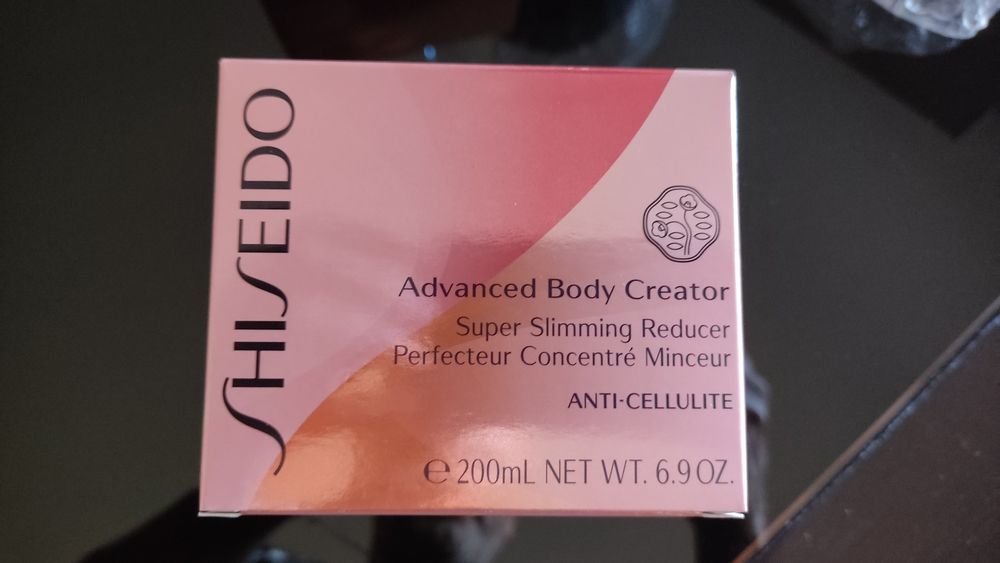 SHISEIDO
Advanced Body Creator
Super Slimming Reducer
Perfecteur Concentré Minceur
ANTI-CELLULITE
℮ 200mL NET WT. 6.9 OZ.